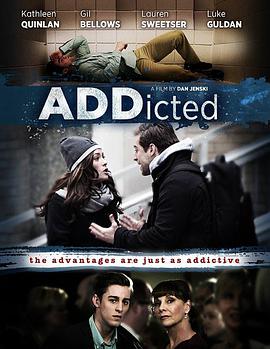 Kathleen Gil Lauren Luke
QUINLAN BELLOWS SWEETSER GULDAN
ADDicted
A FILM BY DAN JENSKI
the advantages are just as addictive